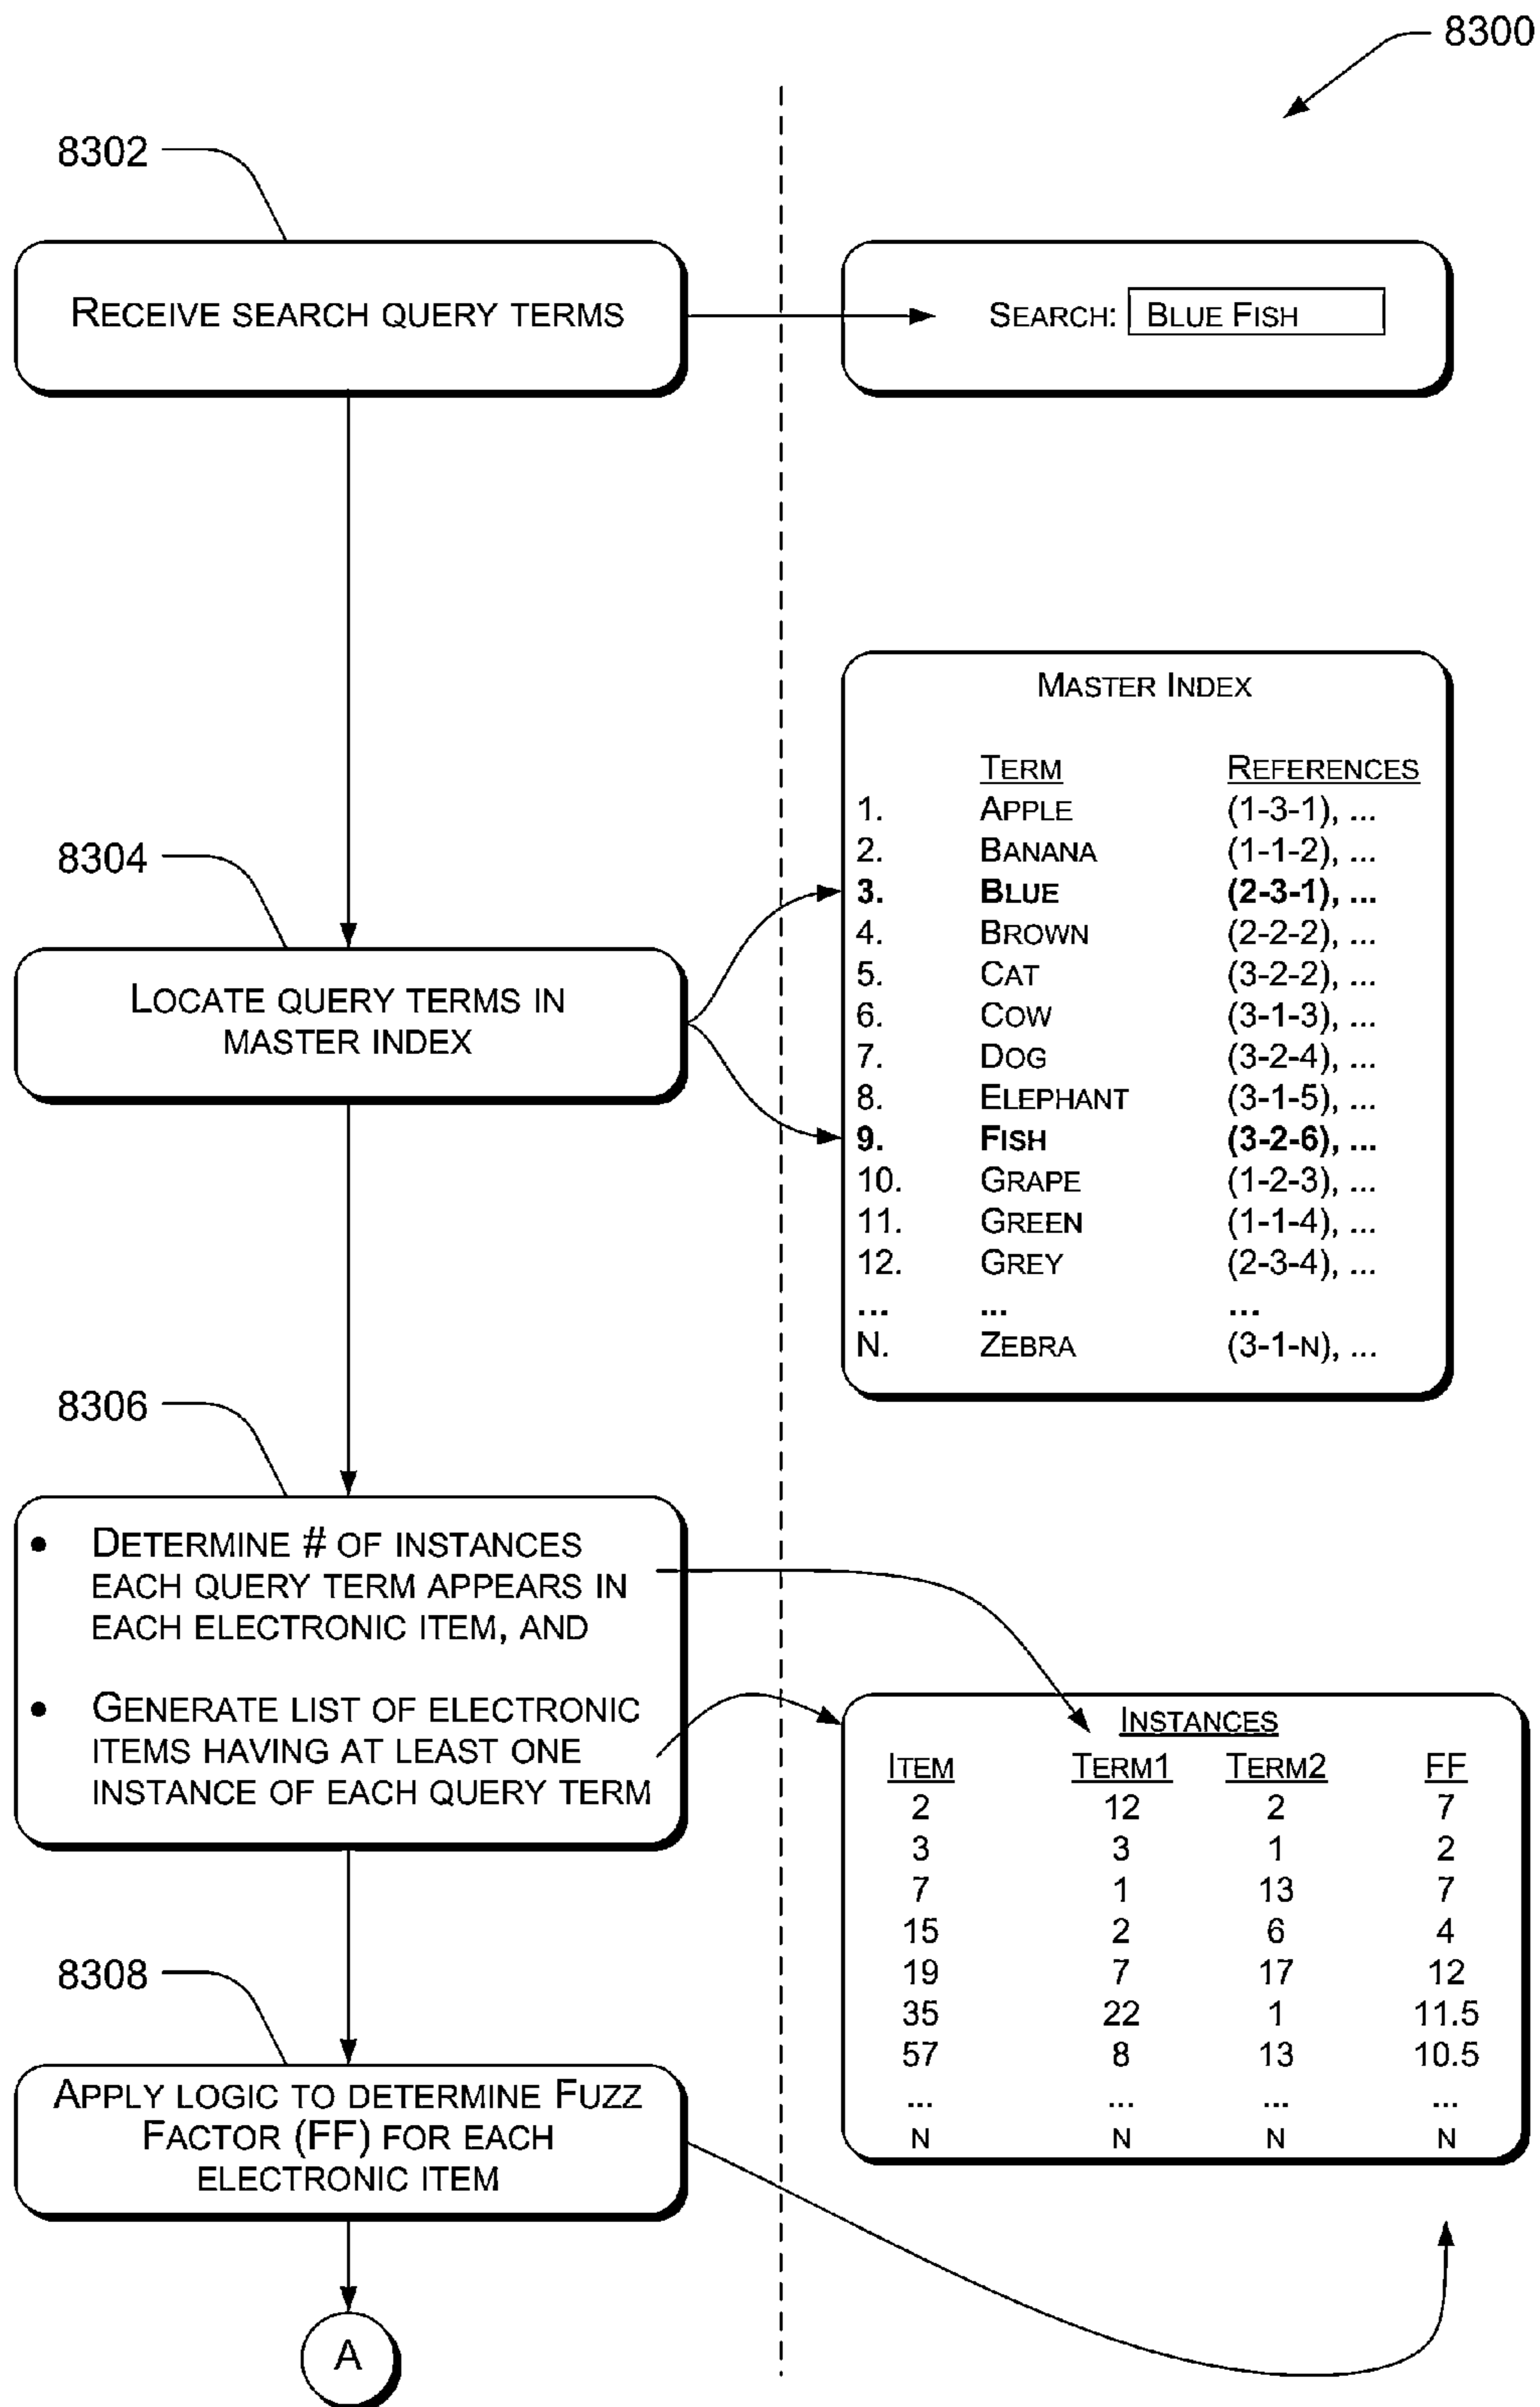 8300
8302
RECEIVE SEARCH QUERY TERMS
SEARCH: BLUE FISH
MASTER INDEX
TERM REFERENCES
1. APPLE (1-3-1), ...
2. BANANA (1-1-2), ...
3. BLUE (2-3-1), ...
4. BROWN (2-2-2), ...
5. CAT (3-2-2), ...
6. COW (3-1-3), ...
7. DOG (3-2-4), ...
8. ELEPHANT (3-1-5), ...
9. FISH (3-2-6), ...
10. GRAPE (1-2-3), ...
11. GREEN (1-1-4), ...
12. GREY (2-3-4), ...
... ... ...
N. ZEBRA (3-1-N), ...
8304
LOCATE QUERY TERMS IN
MASTER INDEX
8306
• DETERMINE # OF INSTANCES
EACH QUERY TERM APPEARS IN
EACH ELECTRONIC ITEM, AND
• GENERATE LIST OF ELECTRONIC
ITEMS HAVING AT LEAST ONE
INSTANCE OF EACH QUERY TERM
INSTANCES
ITEM TERM1 TERM2 FF
2 12 2 7
3 3 1 2
7 1 13 7
15 2 6 4
19 7 17 12
35 22 1 11.5
57 8 13 10.5
... ... ... ...
N N N N
8308
APPLY LOGIC TO DETERMINE FUZZ
FACTOR (FF) FOR EACH
ELECTRONIC ITEM
A